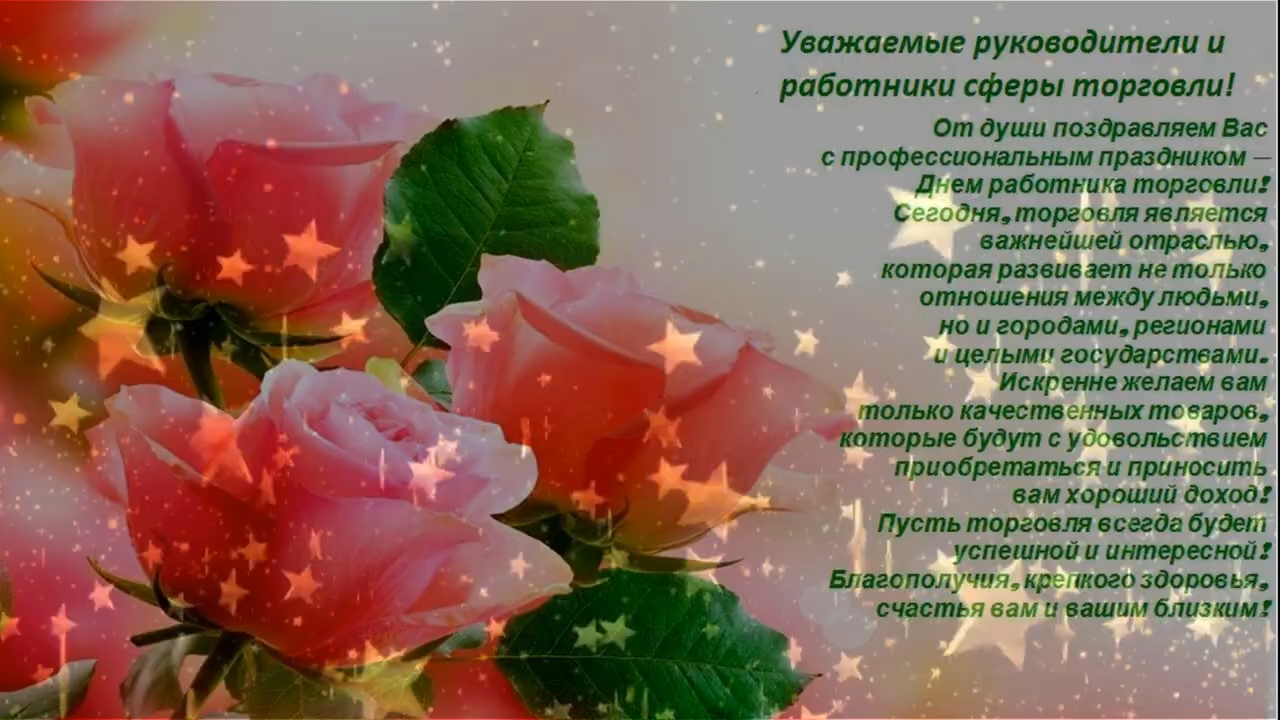 Уважаемые руководители и
работники сферы торговли!
От души поздравляем Вас
с профессиональным праздником —
Днем работника торговли!
Сегодня, торговля является
важнейшей отраслью,
которая развивает не только
отношения между людьми,
но и городами, регионами
и целыми государствами.
Искренне желаем вам
только качественных товаров,
которые будут с удовольствием
приобретаться и приносить
вам хороший доход!
Пусть торговля всегда будет
успешной и интересной!
Благополучия, крепкого здоровья,
счастья вам и вашим близким!